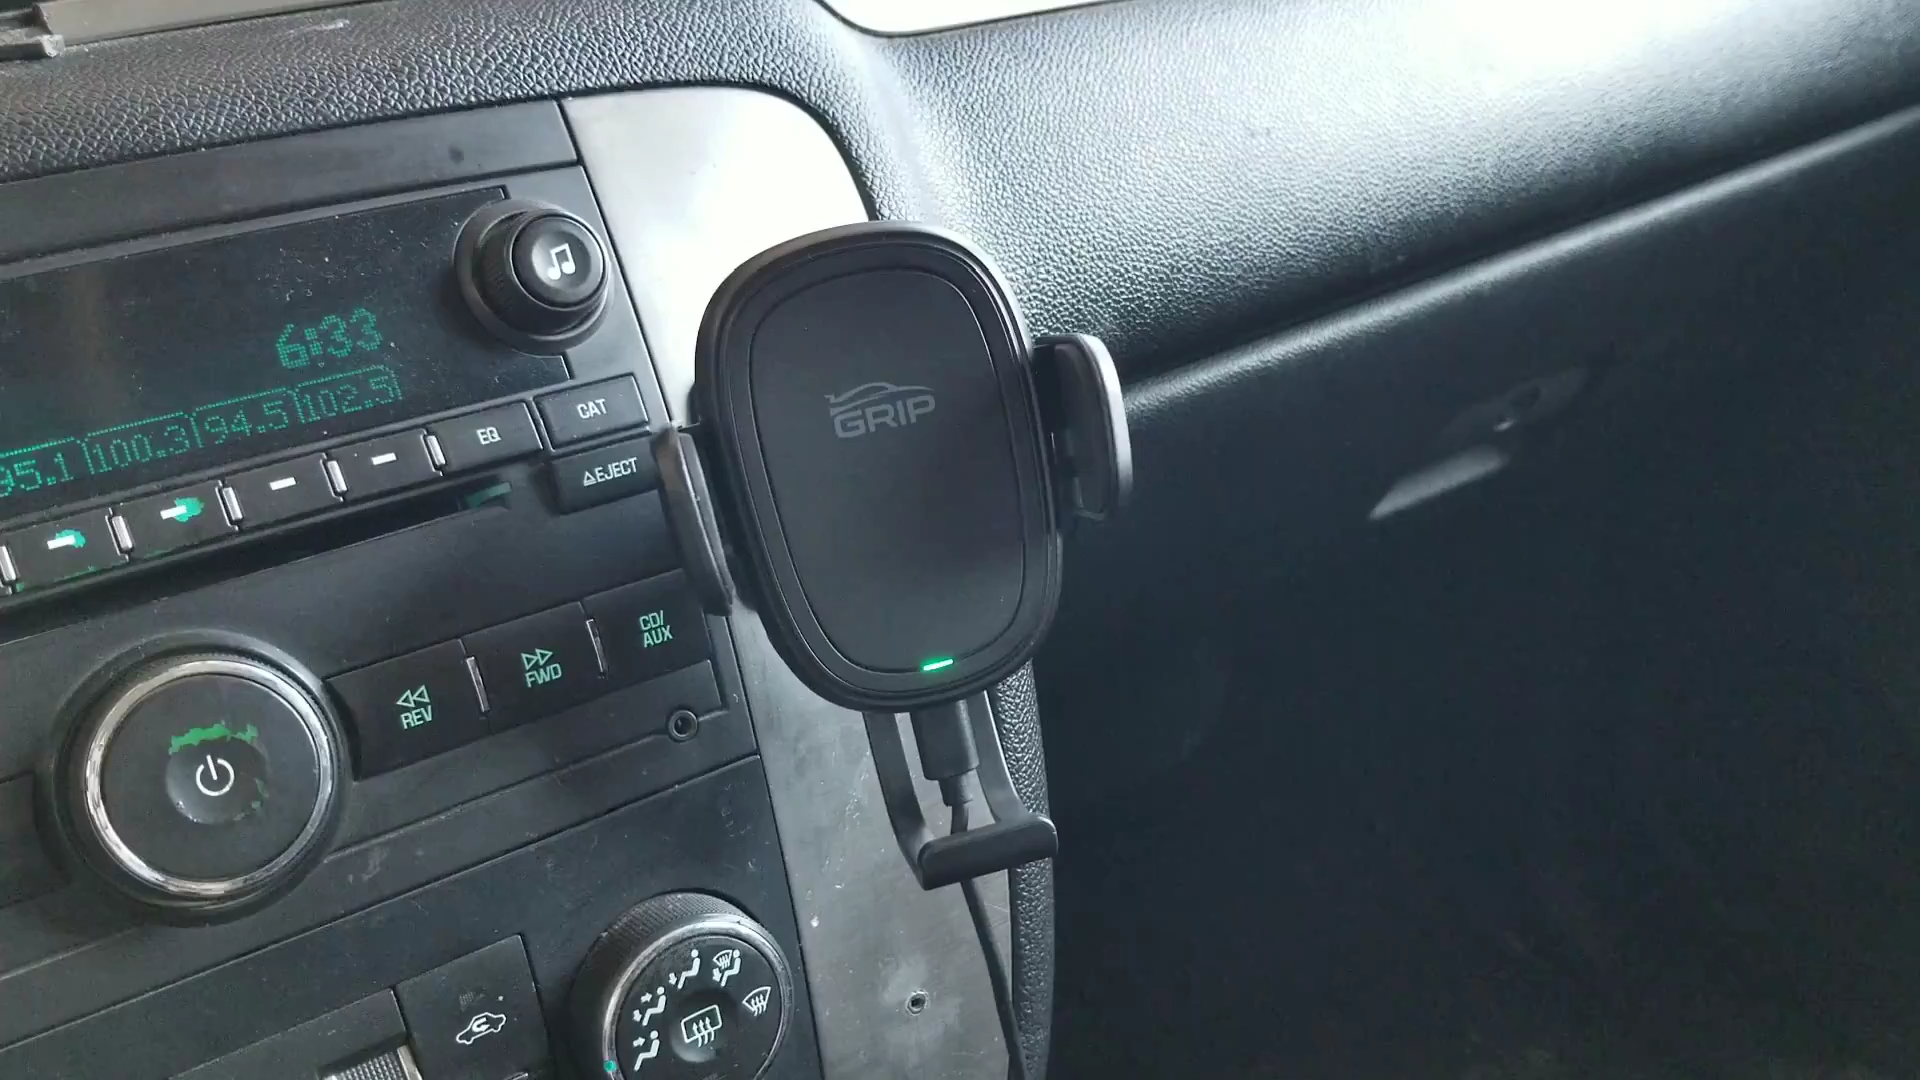 6:33
95.1 100.3 94.5 102.5
CAT
EQ
EJECT
GRIP
CD/
AUX
FWD
REV